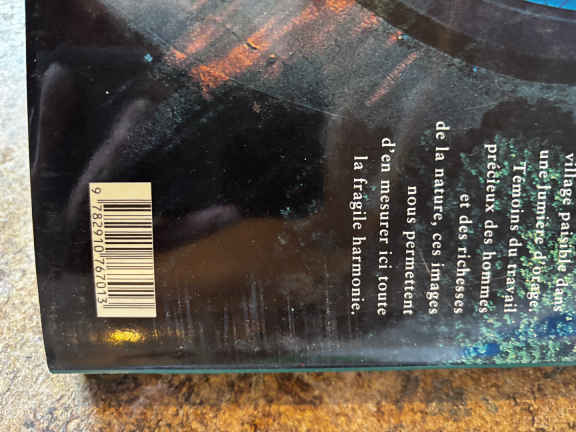 village paisible dans
une lumière d'orage.
Témoins du travail
précieux des hommes
et des richesses
de la nature, ces images
nous permettent
d'en mesurer ici toute
la fragile harmonie.
9 782910 767013